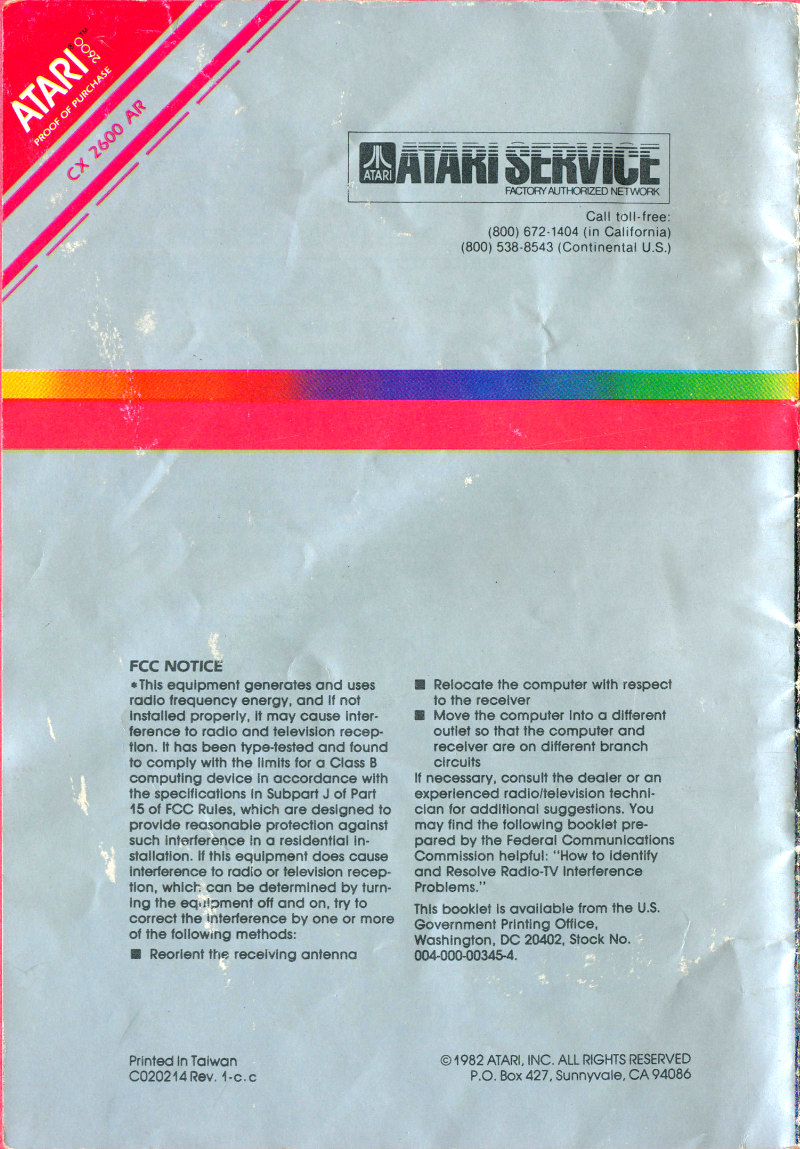 ATARI® 2600™
PROOF OF PURCHASE
CX 2600 AR
ATARI
ATARI SERVICE
FACTORY AUTHORIZED NETWORK
Call toll-free:
(800) 672-1404 (in California)
(800) 538-8543 (Continental U.S.)
FCC NOTICE
*This equipment generates and uses
radio frequency energy, and if not
installed properly, it may cause inter-
ference to radio and television recep-
tion. It has been type-tested and found
to comply with the limits for a Class B
computing device in accordance with
the specifications in Subpart J of Part
15 of FCC Rules, which are designed to
provide reasonable protection against
such interference in a residential in-
stallation. If this equipment does cause
interference to radio or television recep-
tion, which can be determined by turn-
ing the equipment off and on, try to
correct the interference by one or more
of the following methods:
■ Reorient the receiving antenna
■ Relocate the computer with respect
to the receiver
■ Move the computer into a different
outlet so that the computer and
receiver are on different branch
circuits
If necessary, consult the dealer or an
experienced radio/television techni-
cian for additional suggestions. You
may find the following booklet pre-
pared by the Federal Communications
Commission helpful: "How to Identify
and Resolve Radio-TV Interference
Problems."
This booklet is available from the U.S.
Government Printing Office,
Washington, DC 20402, Stock No.
004-000-00345-4.
Printed in Taiwan
C020214 Rev. 1-c.c
© 1982 ATARI, INC. ALL RIGHTS RESERVED
P.O. Box 427, Sunnyvale, CA 94086